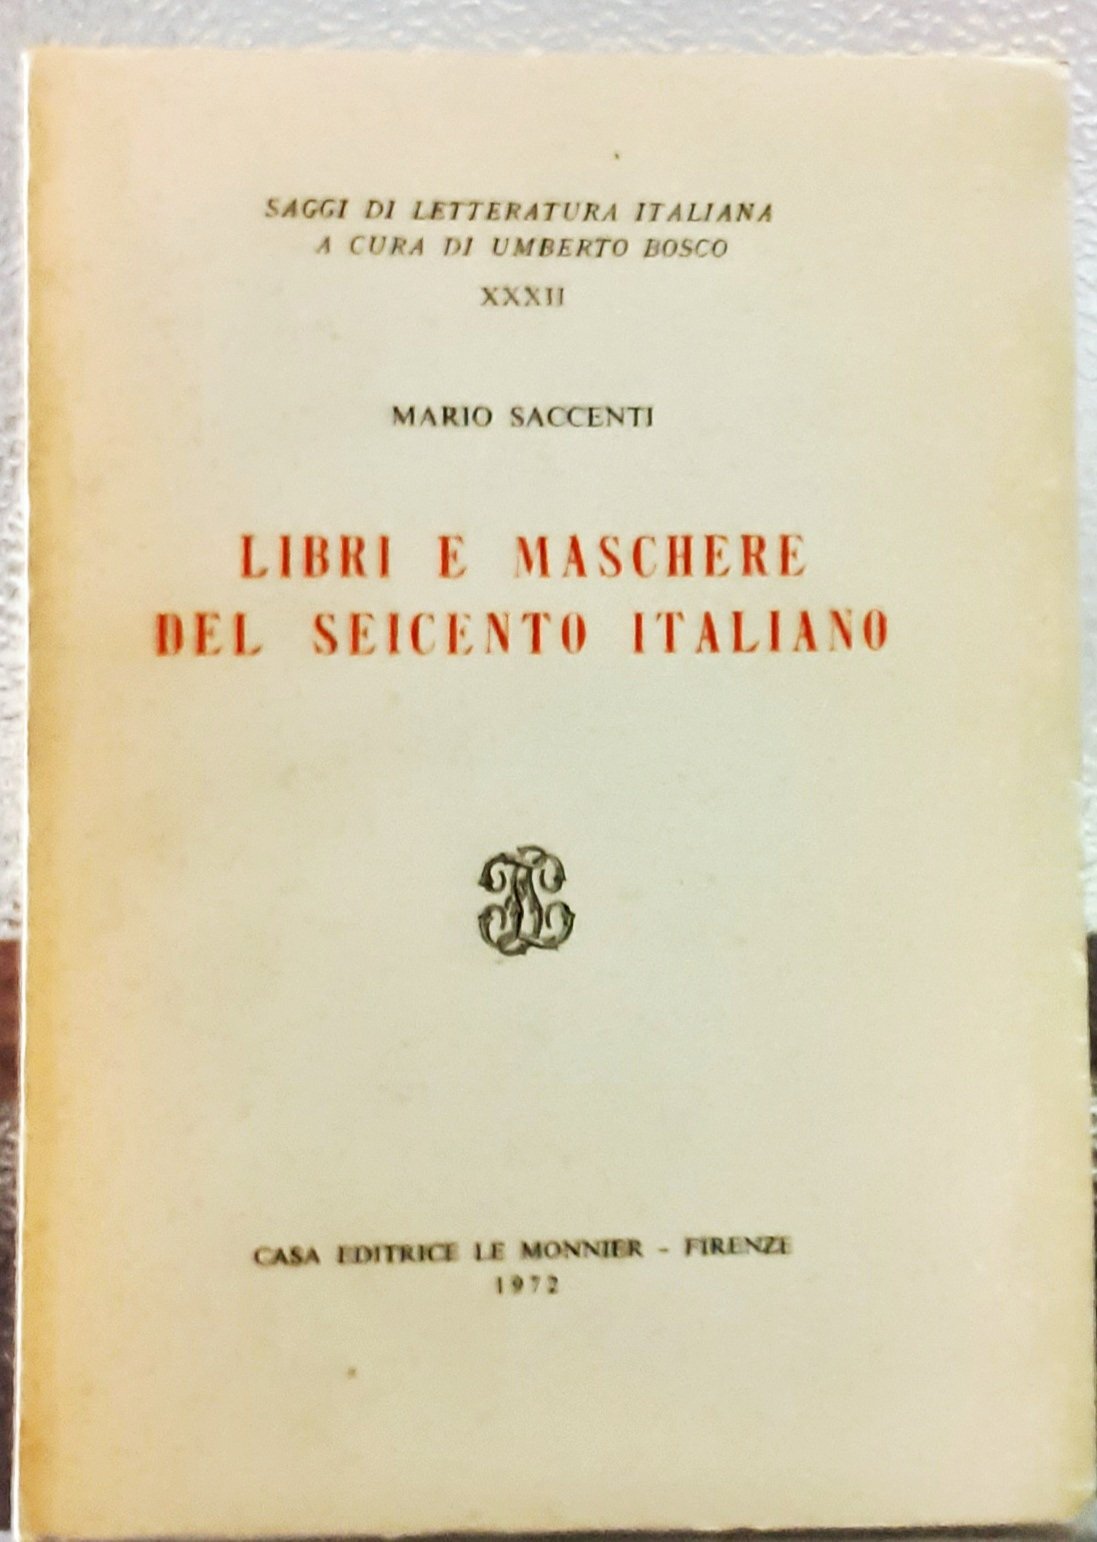 SAGGI DI LETTERATURA ITALIANA
A CURA DI UMBERTO BOSCO
XXXII
MARIO SACCENTI
LIBRI E MASCHERE
DEL SEICENTO ITALIANO
CASA EDITRICE LE MONNIER - FIRENZE
1972